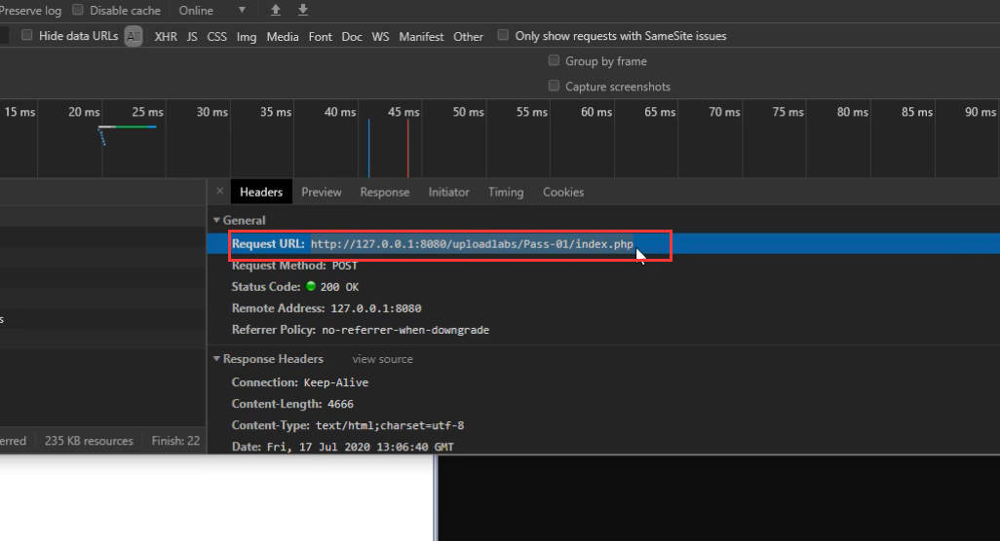 Preserve log Disable cache Online
Hide data URLs All XHR JS CSS Img Media Font Doc WS Manifest Other Only show requests with SameSite issues
Group by frame
Capture screenshots
15 ms 20 ms 25 ms 30 ms 35 ms 40 ms 45 ms 50 ms 55 ms 60 ms 65 ms 70 ms 75 ms 80 ms 85 ms 90 ms
× Headers Preview Response Initiator Timing Cookies
General
Request URL: http://127.0.0.1:8080/uploadlabs/Pass-01/index.php
Request Method: POST
Status Code: 200 OK
Remote Address: 127.0.0.1:8080
s
Referrer Policy: no-referrer-when-downgrade
Response Headers view source
Connection: Keep-Alive
Content-Length: 4666
Content-Type: text/html;charset=utf-8
erred 235 KB resources Finish: 22
Date: Fri, 17 Jul 2020 13:06:40 GMT